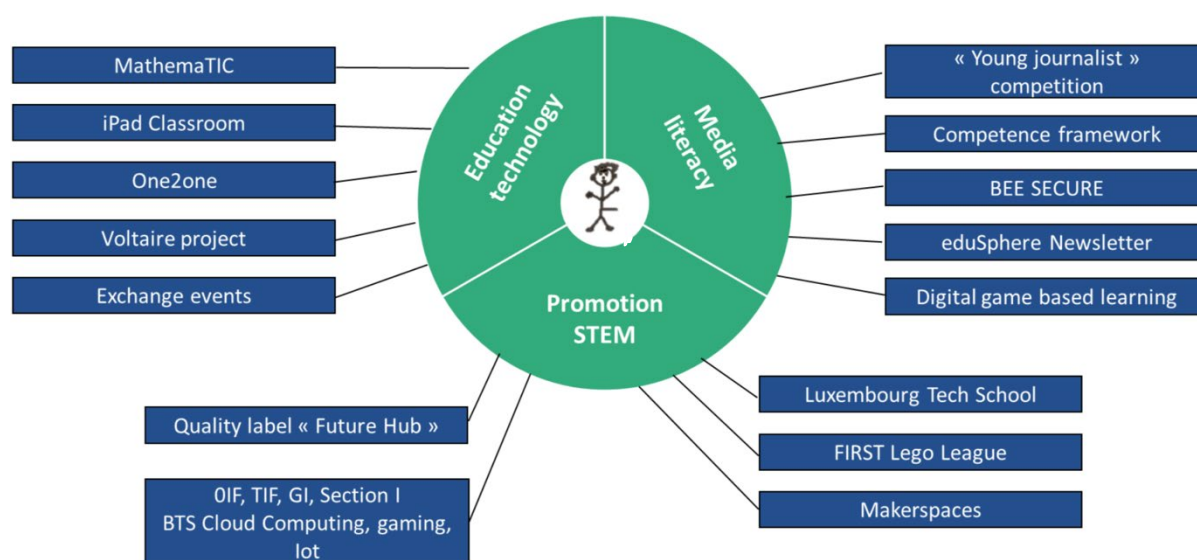 MathemaTIC
iPad Classroom
One2one
Voltaire project
Exchange events
Education
technology
Media
literacy
Promotion
STEM
« Young journalist »
competition
Competence framework
BEE SECURE
eduSphere Newsletter
Digital game based learning
Quality label « Future Hub »
0IF, TIF, GI, Section I
BTS Cloud Computing, gaming,
Iot
Luxembourg Tech School
FIRST Lego League
Makerspaces